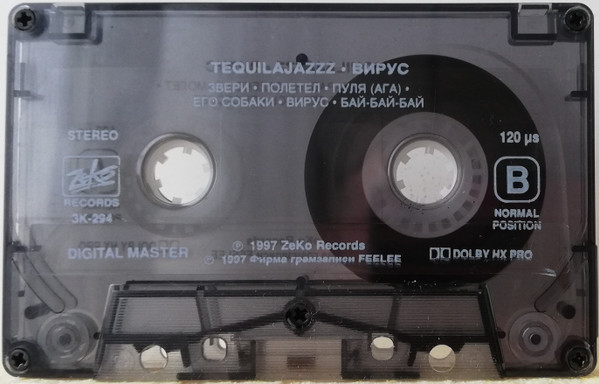 TEQUILAJAZZZ • ВИРУС
ЗВЕРИ • ПОЛЕТЕЛ • ПУЛЯ (АГА) •
ЕГО СОБАКИ • ВИРУС • БАЙ-БАЙ-БАЙ
STEREO
120 µs
ZeKo
RECORDS
ЗК-294
B
NORMAL
POSITION
DIGITAL MASTER
℗ 1997 ZeKo Records
℗ 1997 Фирма грамзаписи FEELEE
DOLBY HX PRO